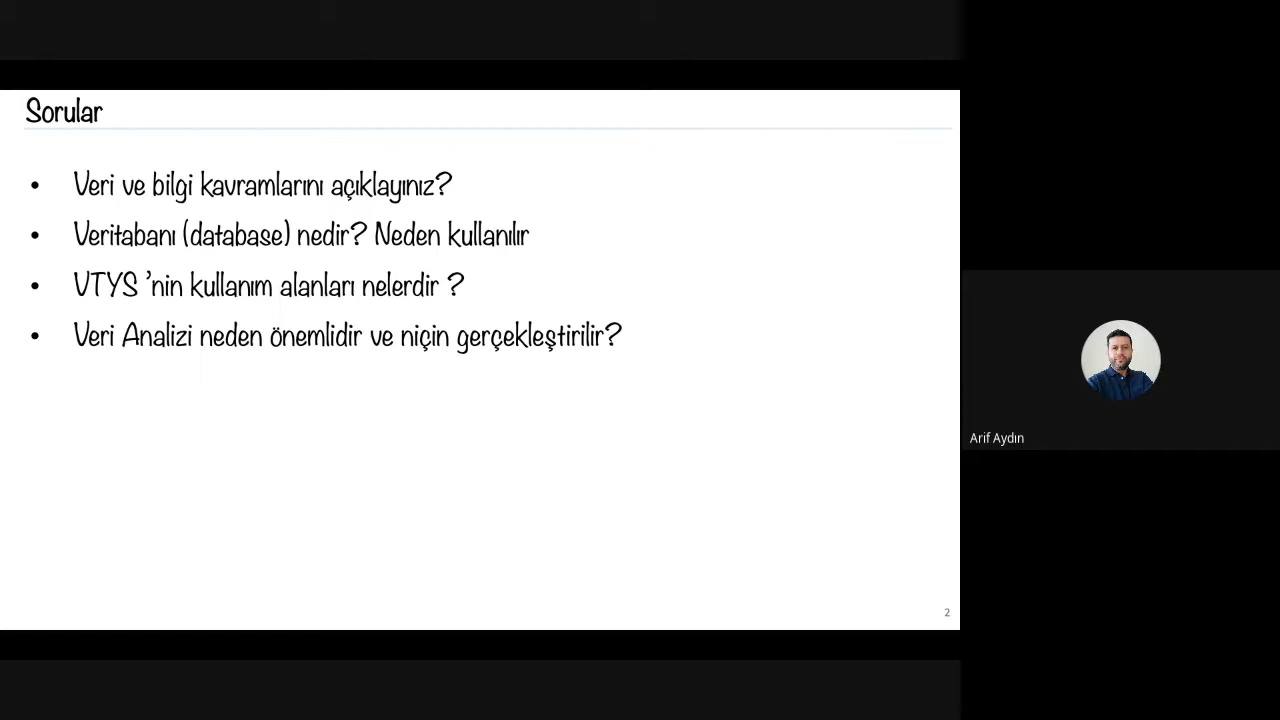 Sorular
• Veri ve bilgi kavramlarını açıklayınız?
• Veritabanı (database) nedir? Neden kullanılır
• VTYS ’nin kullanım alanları nelerdir ?
• Veri Analizi neden önemlidir ve niçin gerçekleştirilir?
2
Arif Aydın